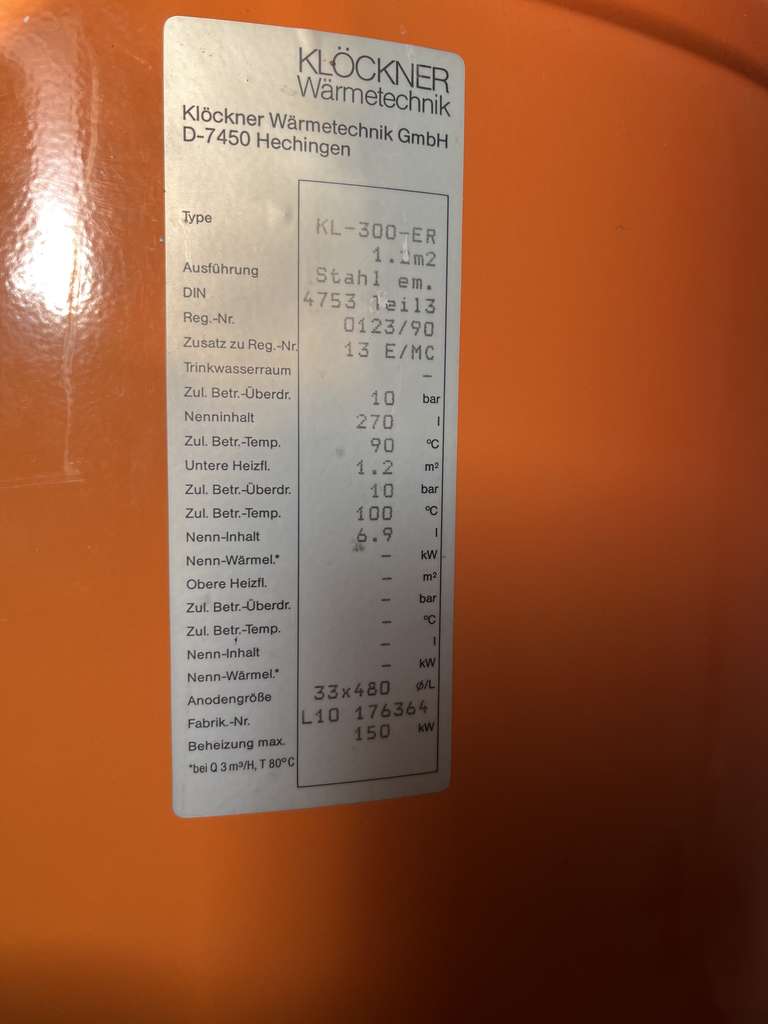 KLÖCKNER
Wärmetechnik
Klöckner Wärmetechnik GmbH
D-7450 Hechingen
Type KL-300-ER
m2
Ausführung Stahl em.
DIN 4753 Teil3
Reg.-Nr. 0123/90
Zusatz zu Reg.-Nr. 13 E/MC
Trinkwasserraum –
Zul. Betr.-Überdr. 10 bar
Nenninhalt 270 l
Zul. Betr.-Temp. 90 °C
Untere Heizfl. 1.2 m²
Zul. Betr.-Überdr. 10 bar
Zul. Betr.-Temp. 100 °C
Nenn-Inhalt 6.9 l
Nenn-Wärmel.* – kW
Obere Heizfl. – m²
Zul. Betr.-Überdr. – bar
Zul. Betr.-Temp. – °C
Nenn-Inhalt – l
Nenn-Wärmel.* – kW
Anodengröße 33x480 ø/L
Fabrik.-Nr. L10 176364
Beheizung max. 150 kW
*bei Q 3 m³/H, T 80°C